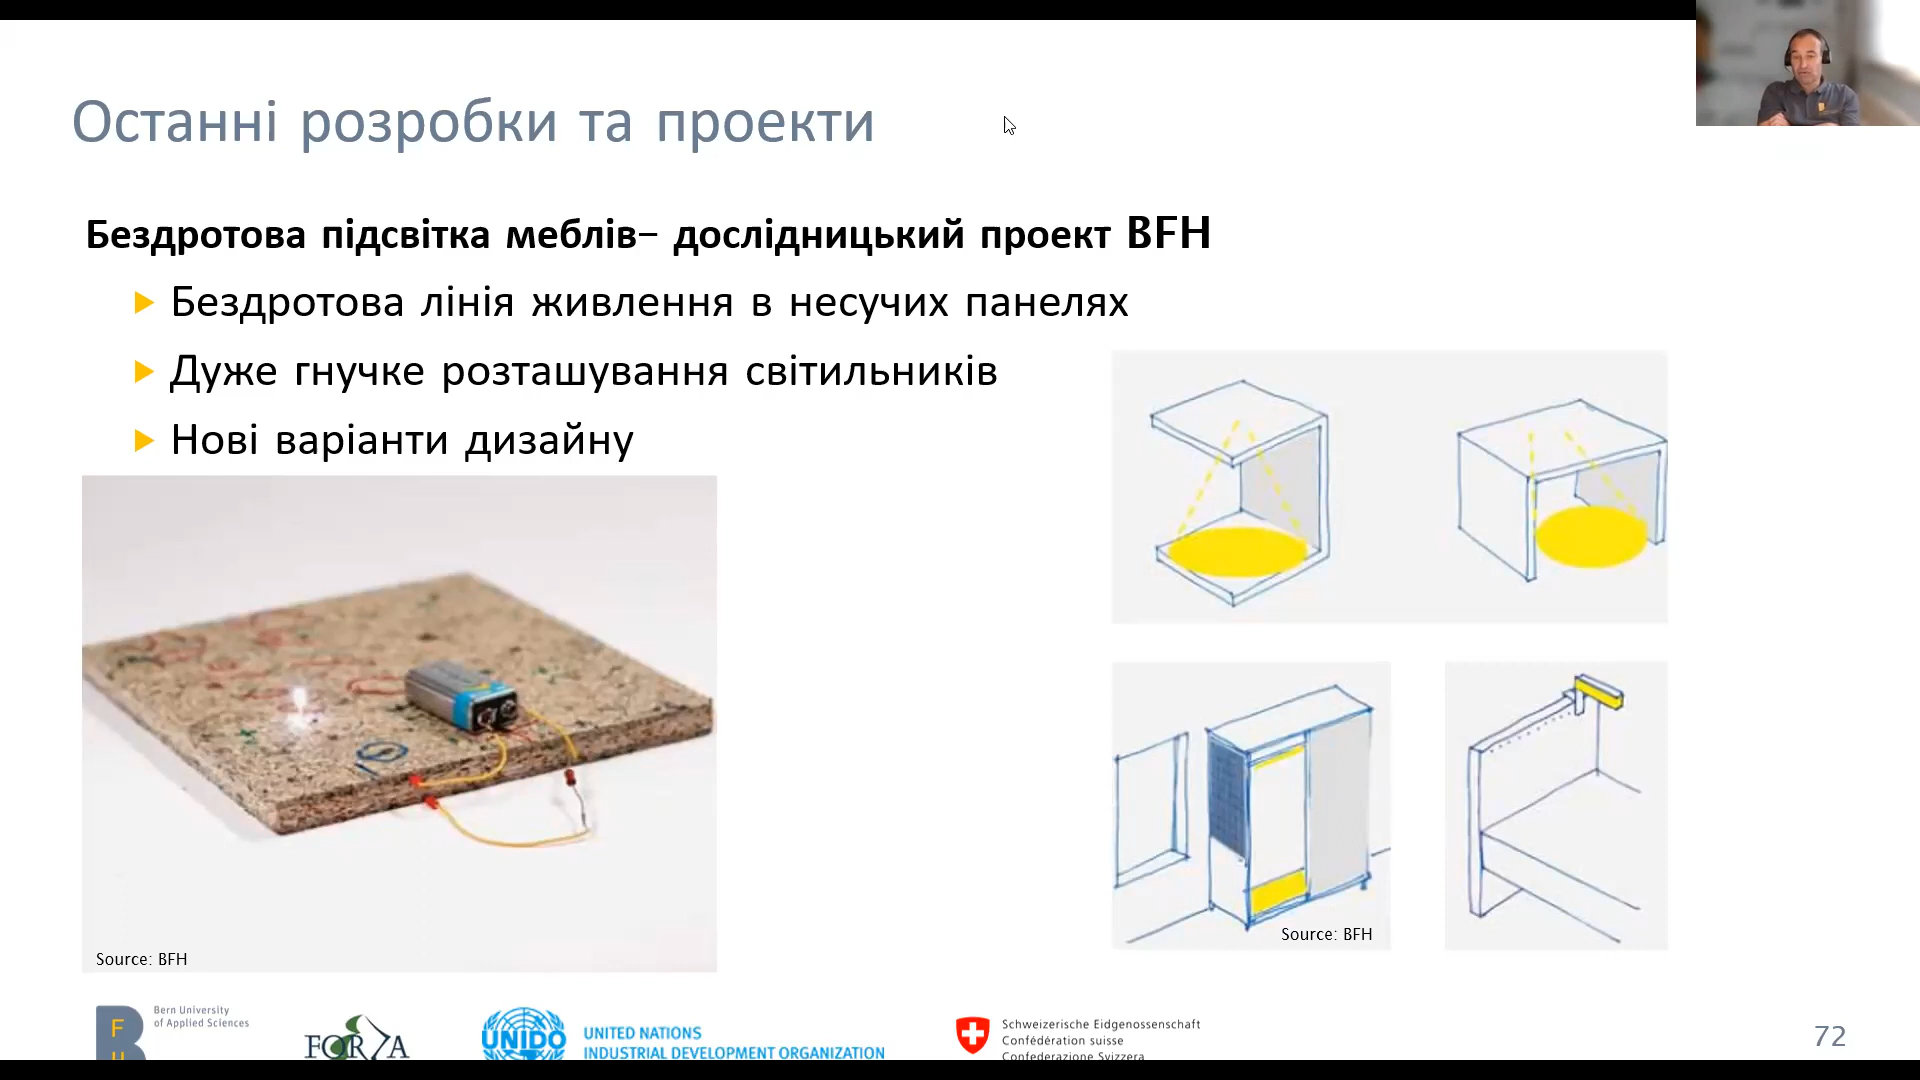 Останні розробки та проекти
Бездротова підсвітка меблів– дослідницький проект BFH
Бездротова лінія живлення в несучих панелях
Дуже гнучке розташування світильників
Нові варіанти дизайну
Source: BFH
Source: BFH
F
Bern University
of Applied Sciences
FORZA
UNIDO
UNITED NATIONS
INDUSTRIAL DEVELOPMENT ORGANIZATION
Schweizerische Eidgenossenschaft
Confédération suisse
Confederazione Svizzera
72